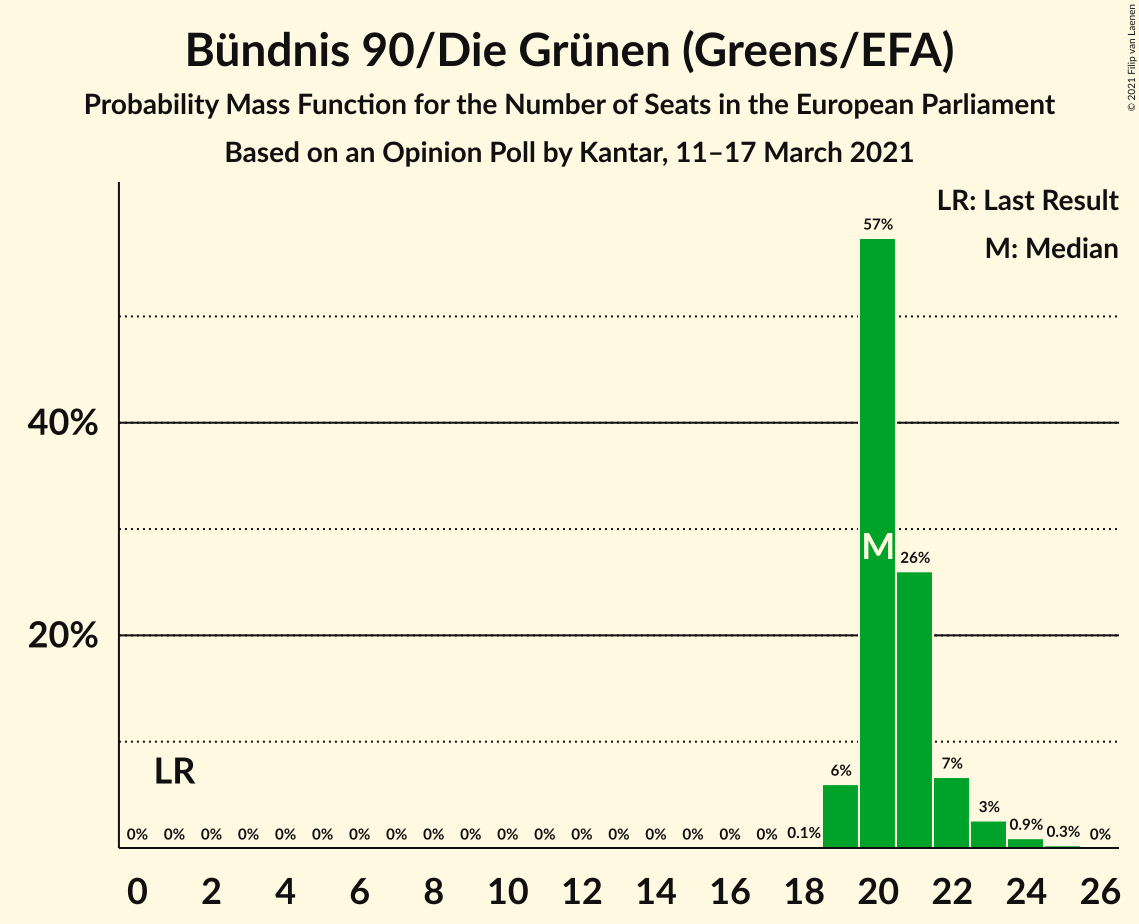 Bündnis 90/Die Grünen (Greens/EFA)
Probability Mass Function for the Number of Seats in the European Parliament
Based on an Opinion Poll by Kantar, 11–17 March 2021
© 2021 Filip van Laenen
LR: Last Result
M: Median
57%
40%
M
26%
20%
LR
6%
7%
3%
0% 0% 0% 0% 0% 0% 0% 0% 0% 0% 0% 0% 0% 0% 0% 0% 0% 0% 0.1% 0.9% 0.3% 0%
0 2 4 6 8 10 12 14 16 18 20 22 24 26